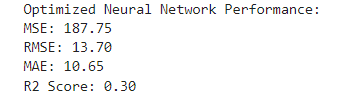 Optimized Neural Network Performance:
MSE: 187.75
RMSE: 13.70
MAE: 10.65
R2 Score: 0.30